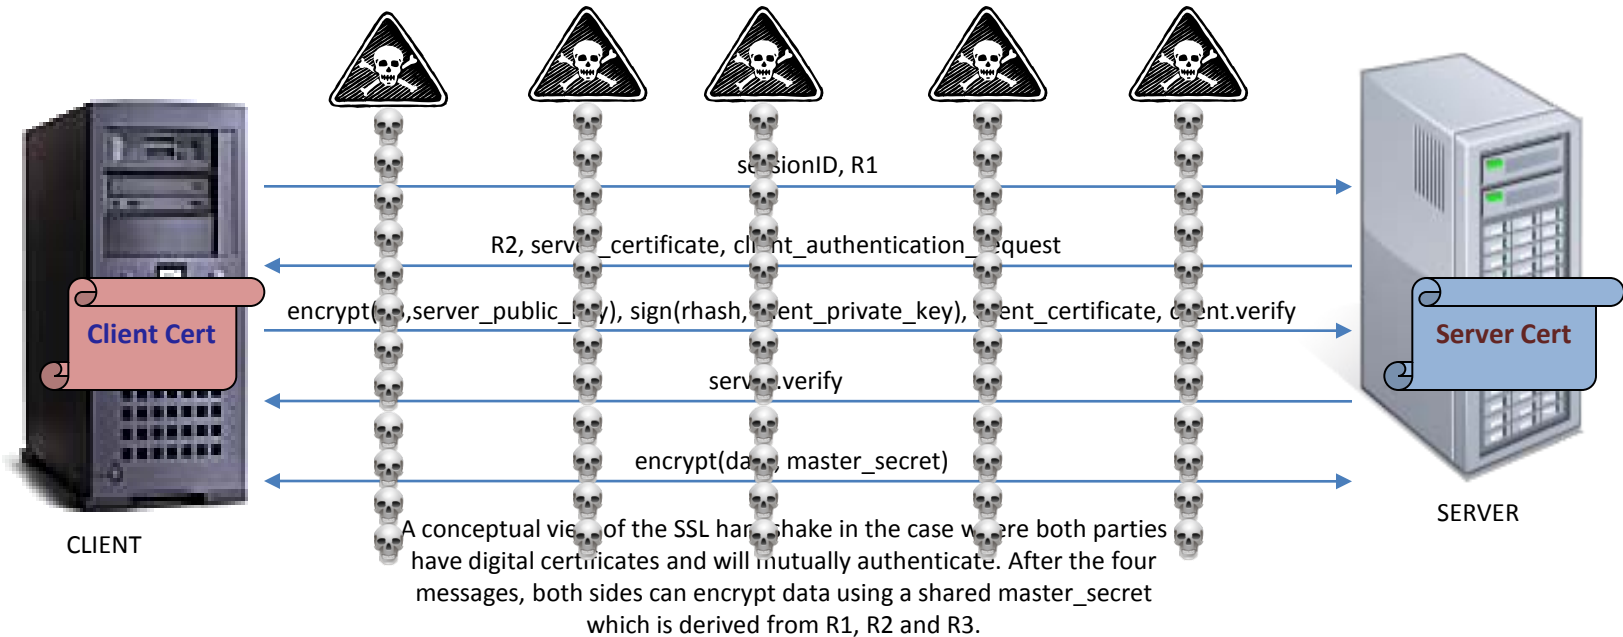 sessionID, R1
R2, server_certificate, client_authentication_request
encrypt(R3,server_public_key), sign(rhash, client_private_key), client_certificate, client.verify
Client Cert
Server Cert
server.verify
encrypt(data, master_secret)
CLIENT
SERVER
A conceptual view of the SSL handshake in the case where both parties
have digital certificates and will mutually authenticate. After the four
messages, both sides can encrypt data using a shared master_secret
which is derived from R1, R2 and R3.